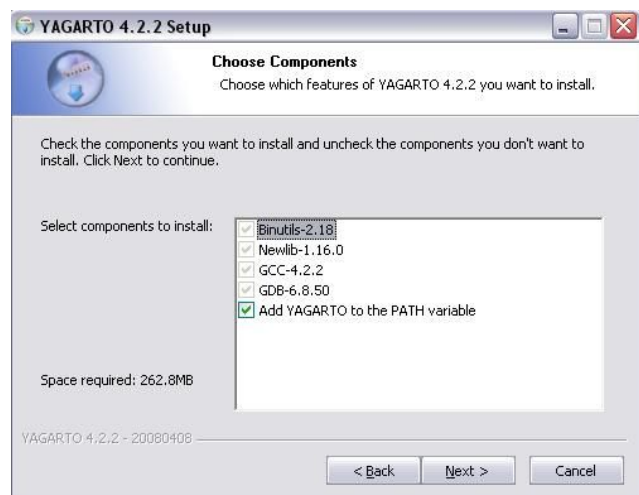 YAGARTO 4.2.2 Setup
Choose Components
Choose which features of YAGARTO 4.2.2 you want to install.
Check the components you want to install and uncheck the components you don't want to
install. Click Next to continue.
Select components to install:
Binutils-2.18
Newlib-1.16.0
GCC-4.2.2
GDB-6.8.50
Add YAGARTO to the PATH variable
Space required: 262.8MB
YAGARTO 4.2.2 - 20080408
< Back
Next >
Cancel